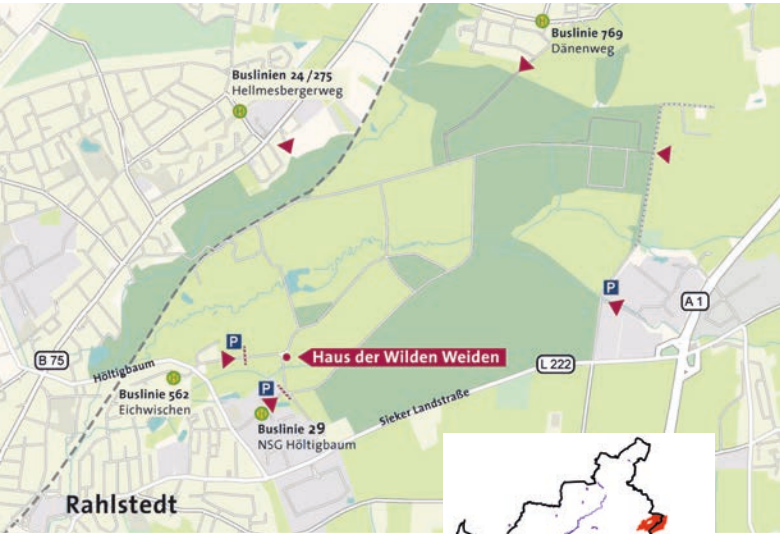 Buslinie 769
Dänenweg
Buslinien 24/275
Hellmesbergerweg
P
A 1
P
B 75
Haus der Wilden Weiden
L 222
Höltigbaum
P
Buslinie 562
Eichwischen
Sieker Landstraße
Buslinie 29
NSG Höltigbaum
Rahlstedt